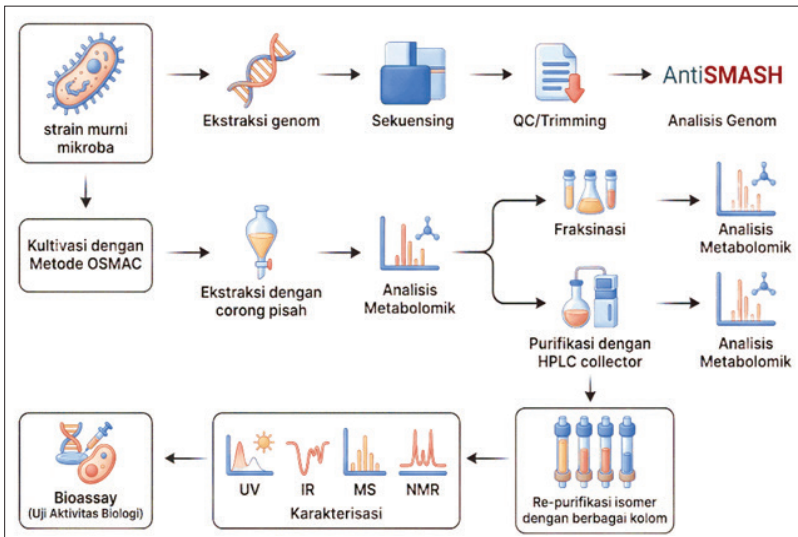 strain murni
mikroba
Ekstraksi genom
Sekuensing
QC/Trimming
AntiSMASH
Analisis Genom
Kultivasi dengan
Metode OSMAC
Ekstraksi dengan
corong pisah
Analisis
Metabolomik
Fraksinasi
Analisis
Metabolomik
Purifikasi dengan
HPLC collector
Analisis
Metabolomik
Bioassay
(Uji Aktivitas Biologi)
UV
IR
MS
NMR
Karakterisasi
Re-purifikasi isomer
dengan berbagai kolom